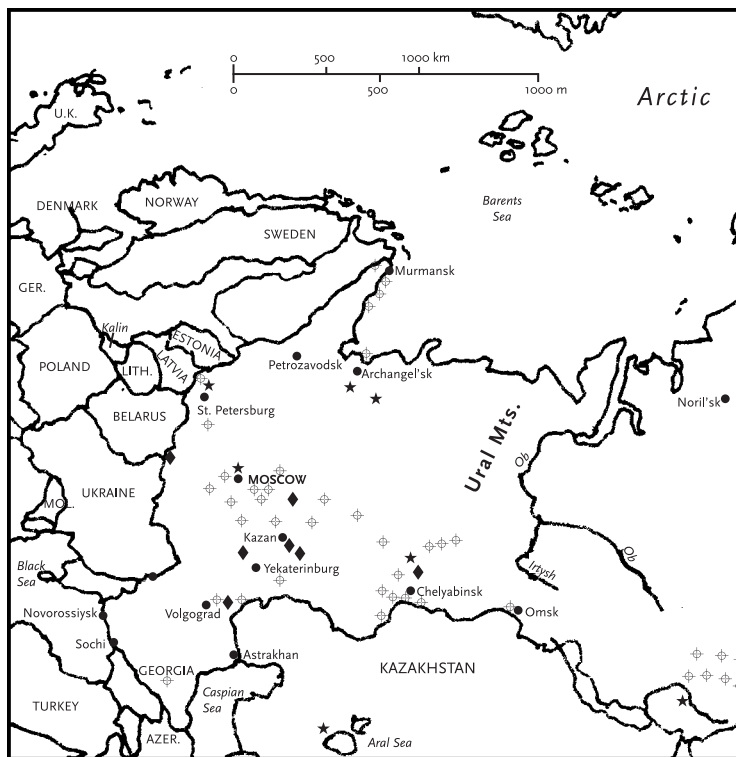 0 500 1000 km
0 500 1000 m
Arctic
U.K.
Barents
Sea
DENMARK
NORWAY
SWEDEN
GER.
Murmansk
Kalin
ESTONIA
POLAND
LITH.
LATVIA
Petrozavodsk
Archangel'sk
Noril'sk
BELARUS
St. Petersburg
Ural Mts.
Ob
MOSCOW
UKRAINE
MOL.
Kazan
Ob
Black
Sea
Yekaterinburg
Irtysh
Chelyabinsk
Novorossiysk
Volgograd
Omsk
Sochi
Astrakhan
GEORGIA
KAZAKHSTAN
Caspian
Sea
TURKEY
AZER.
Aral Sea